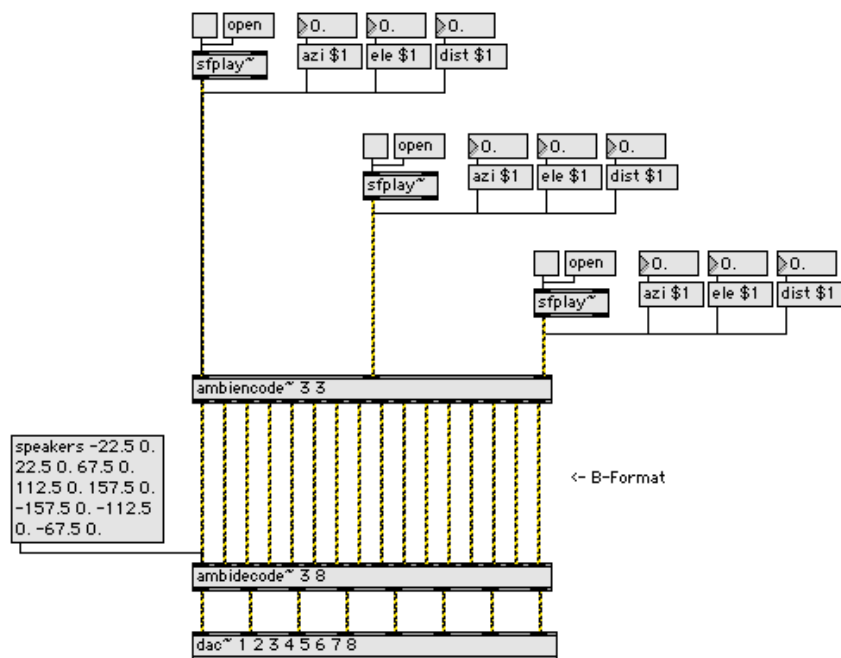 open
0.
0.
0.
sfplay~
azi $1
ele $1
dist $1
open
0.
0.
0.
sfplay~
azi $1
ele $1
dist $1
open
0.
0.
0.
sfplay~
azi $1
ele $1
dist $1
ambiencode~ 3 3
speakers -22.5 0.
22.5 0. 67.5 0.
112.5 0. 157.5 0.
-157.5 0. -112.5
0. -67.5 0.
<- B-Format
ambidecode~ 3 8
dac~ 1 2 3 4 5 6 7 8